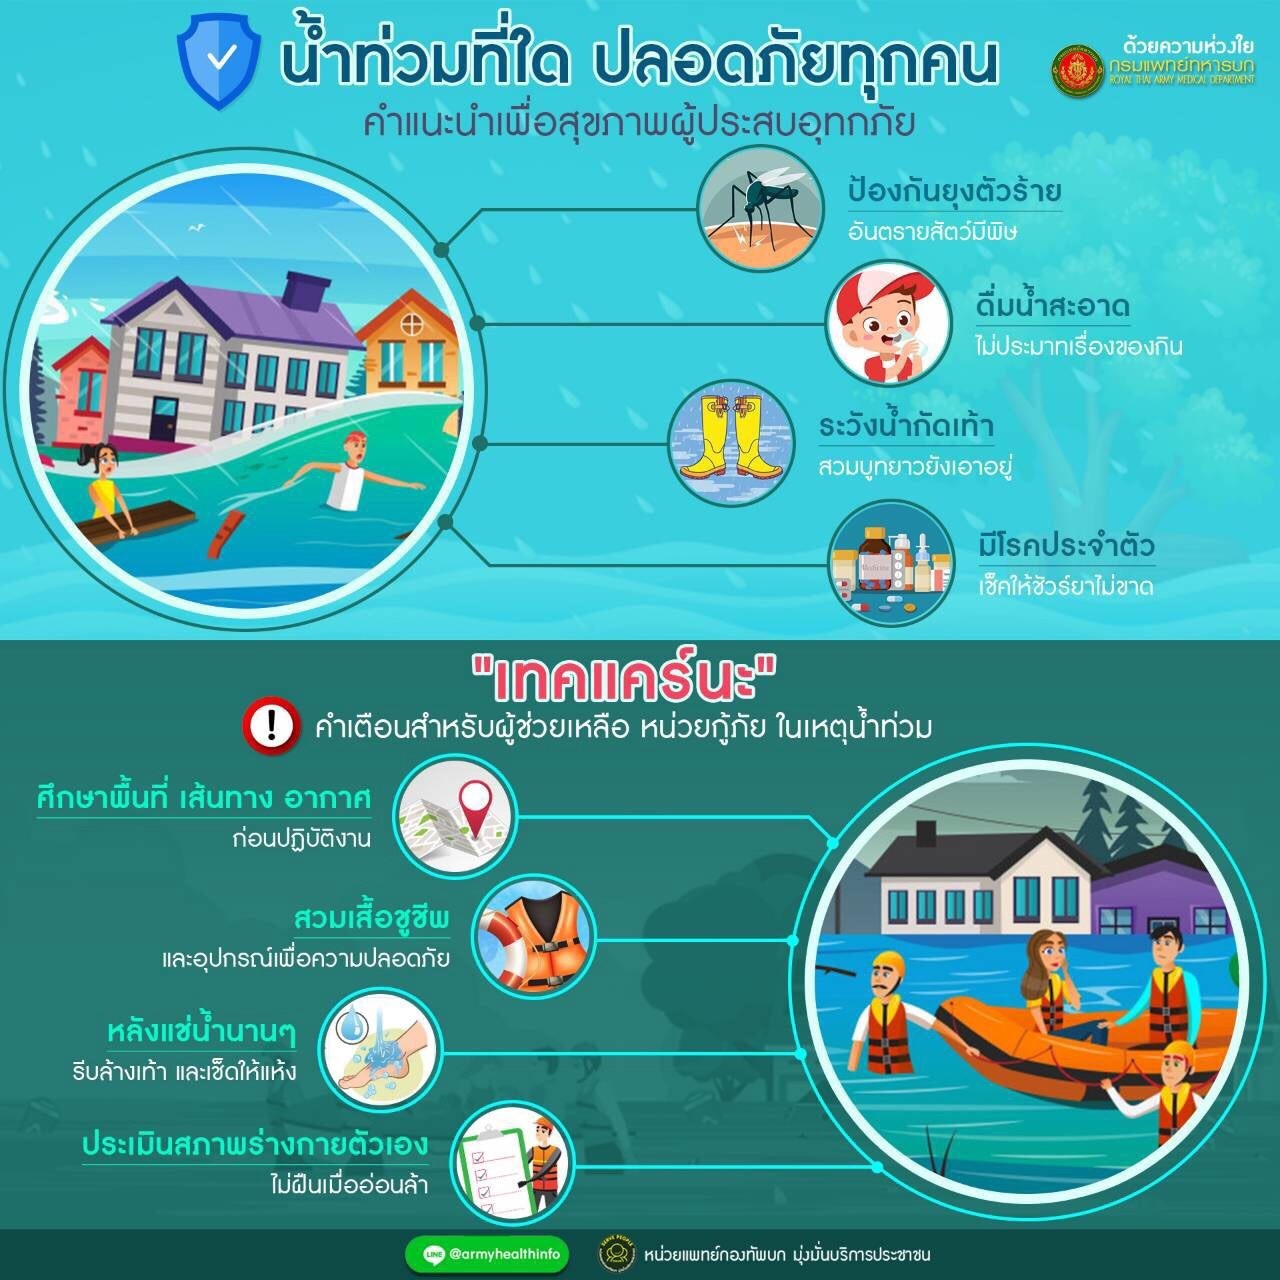 น้ำท่วมที่ใด ปลอดภัยทุกคน
คำแนะนำเพื่อสุขภาพผู้ประสบอุทกภัย
ด้วยความห่วงใย
กรมแพทย์ทหารบก
ROYAL THAI ARMY MEDICAL DEPARTMENT
ป้องกันยุงตัวร้าย
อันตรายสัตว์มีพิษ
ดื่มน้ำสะอาด
ไม่ประมาทเรื่องของกิน
ระวังน้ำกัดเท้า
สวมบูทยาวยังเอาอยู่
Medicine
มีโรคประจำตัว
เช็คให้ชัวร์ยาไม่ขาด
"เทคแคร์นะ"
!
คำเตือนสำหรับผู้ช่วยเหลือ หน่วยกู้ภัย ในเหตุน้ำท่วม
ศึกษาพื้นที่ เส้นทาง อากาศ
ก่อนปฏิบัติงาน
สวมเสื้อชูชีพ
และอุปกรณ์เพื่อความปลอดภัย
หลังแช่น้ำนานๆ
รีบล้างเท้า และเช็ดให้แห้ง
ประเมินสภาพร่างกายตัวเอง
ไม่ฝืนเมื่ออ่อนล้า
LINE @armyhealthinfo
SERVE PEOPLE
หน่วยแพทย์กองทัพบก มุ่งมั่นบริการประชาชน